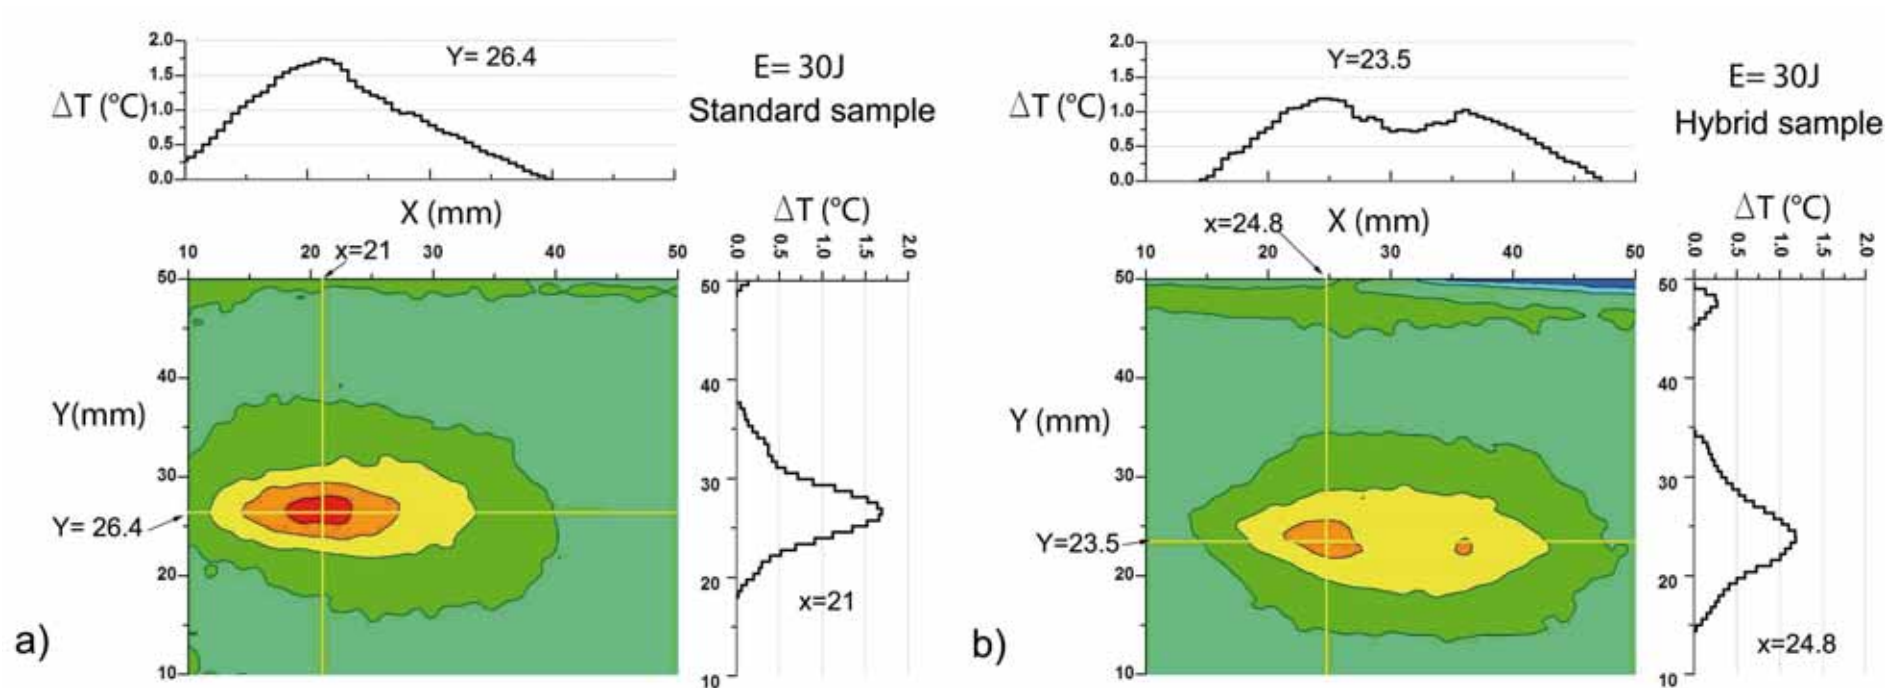 2.0
1.5
1.0
0.5
0.0
ΔT (°C)
Y= 26.4
E= 30J
Standard sample
X (mm)
10 20 30 40 50
x=21
50
40
30
20
10
Y(mm)
Y= 26.4
ΔT (°C)
0.0 0.5 1.0 1.5 2.0
50
40
30
20
10
x=21
a)
2.0
1.5
1.0
0.5
0.0
ΔT (°C)
Y=23.5
E= 30J
Hybrid sample
x=24.8
X (mm)
10 20 30 40 50
50
40
30
20
10
Y (mm)
Y=23.5
ΔT (°C)
0.0 0.5 1.0 1.5 2.0
50
40
30
20
10
x=24.8
b)